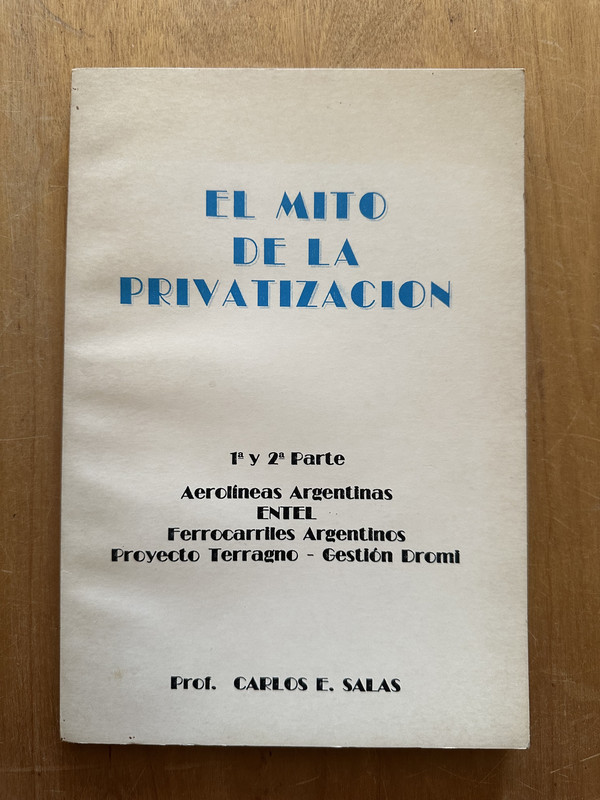 EL MITO
DE LA
PRIVATIZACION
1ª y 2ª Parte
Aerolíneas Argentinas
ENTEL
Ferrocarriles Argentinos
Proyecto Terragno - Gestión Dromi
Prof. CARLOS E. SALAS